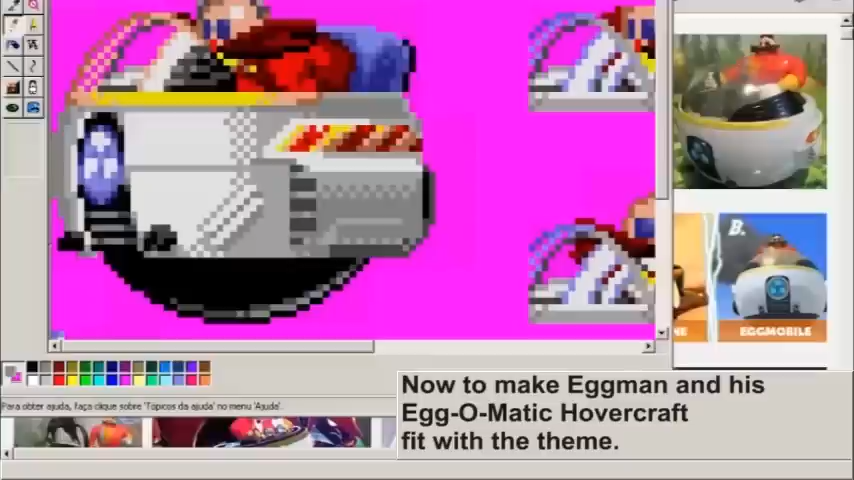 B.
NE
EGGMOBILE
Now to make Eggman and his
Egg-O-Matic Hovercraft
fit with the theme.
Para obter ajuda, faça clique sobre 'Tópicos da ajuda' no menu 'Ajuda'.